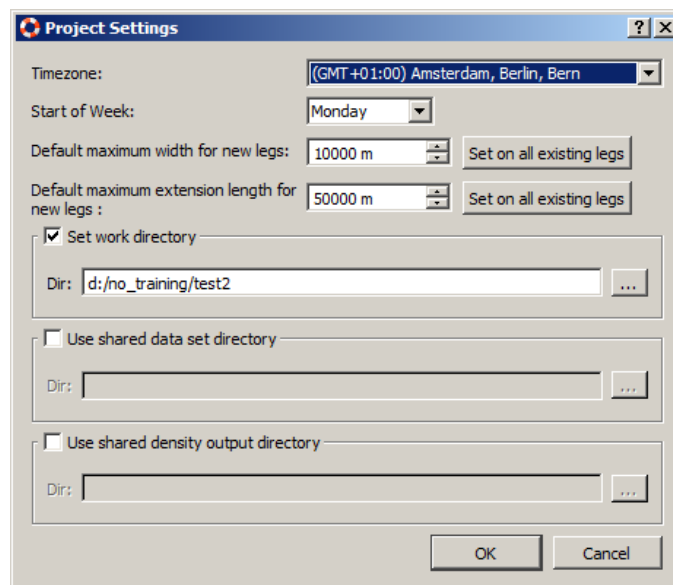 Project Settings
Timezone: (GMT+01:00) Amsterdam, Berlin, Bern
Start of Week: Monday
Default maximum width for new legs: 10000 m Set on all existing legs
Default maximum extension length for
new legs : 50000 m Set on all existing legs
Set work directory
Dir: d:/no_training/test2 ...
Use shared data set directory
Dir: ...
Use shared density output directory
Dir: ...
OK Cancel